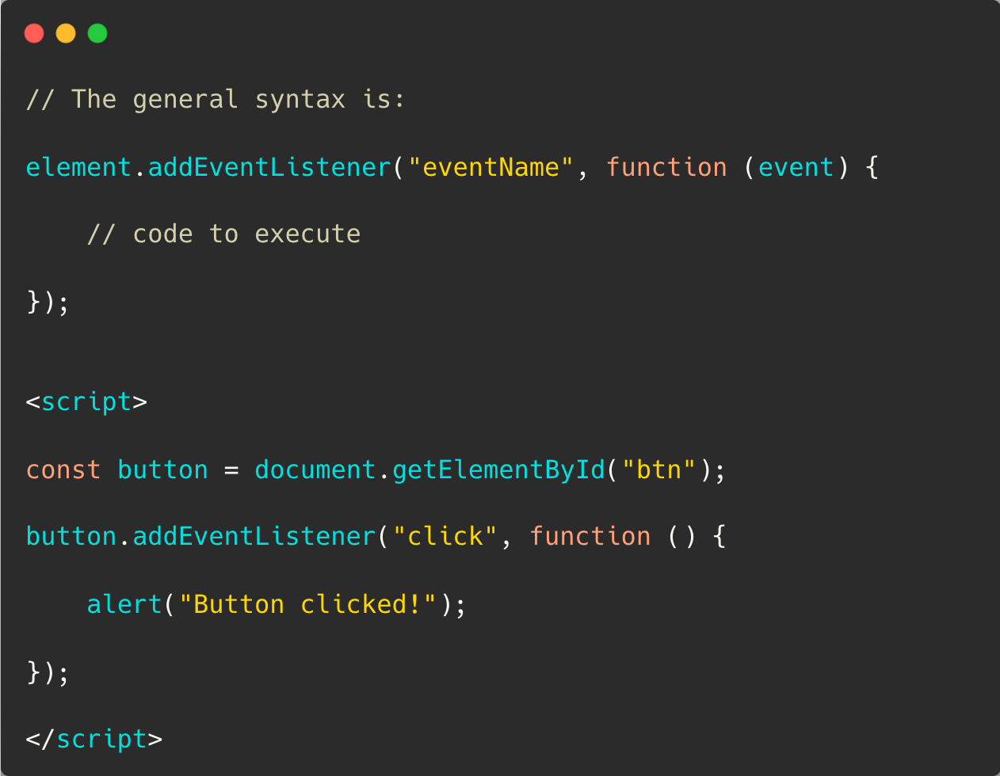 // The general syntax is:
element.addEventListener("eventName", function (event) {
    // code to execute
});
<script>
const button = document.getElementById("btn");
button.addEventListener("click", function () {
    alert("Button clicked!");
});
</script>